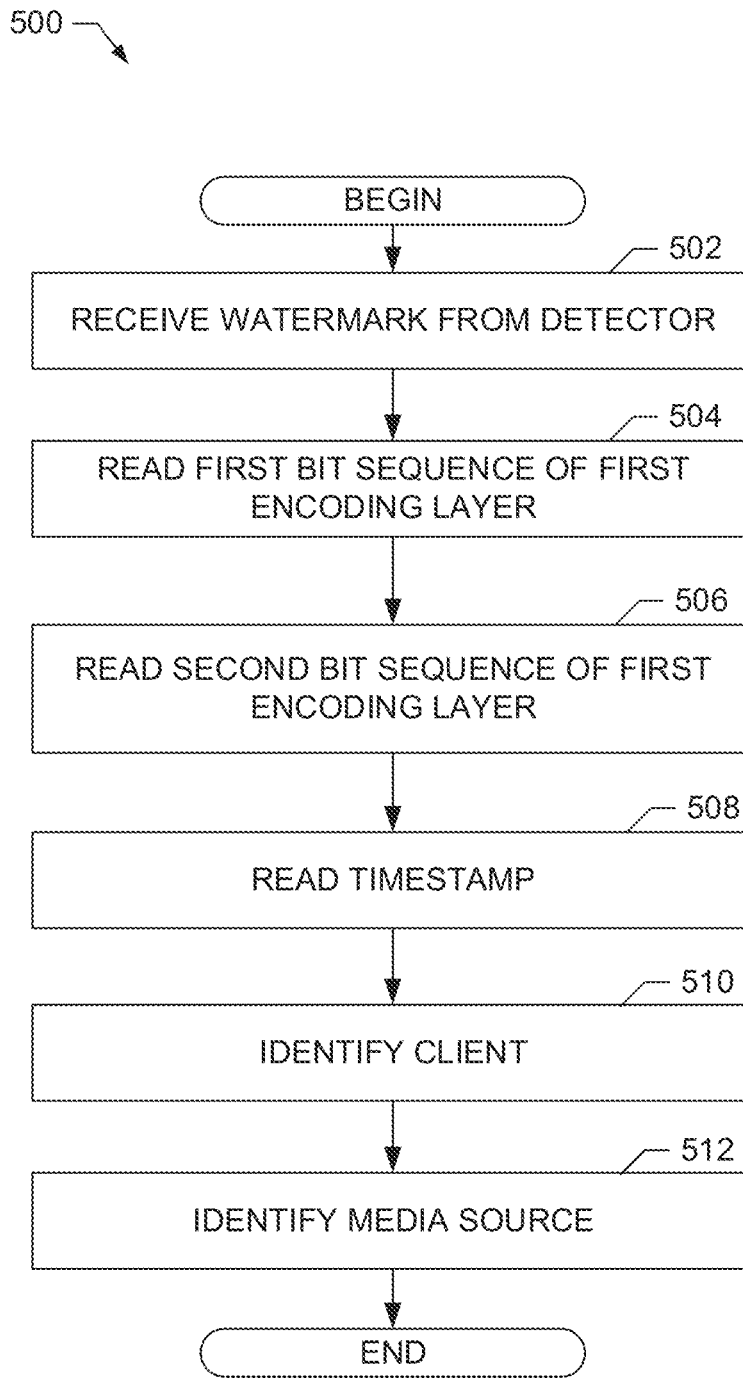 500
BEGIN
502
RECEIVE WATERMARK FROM DETECTOR
504
READ FIRST BIT SEQUENCE OF FIRST
ENCODING LAYER
506
READ SECOND BIT SEQUENCE OF FIRST
ENCODING LAYER
508
READ TIMESTAMP
510
IDENTIFY CLIENT
512
IDENTIFY MEDIA SOURCE
END